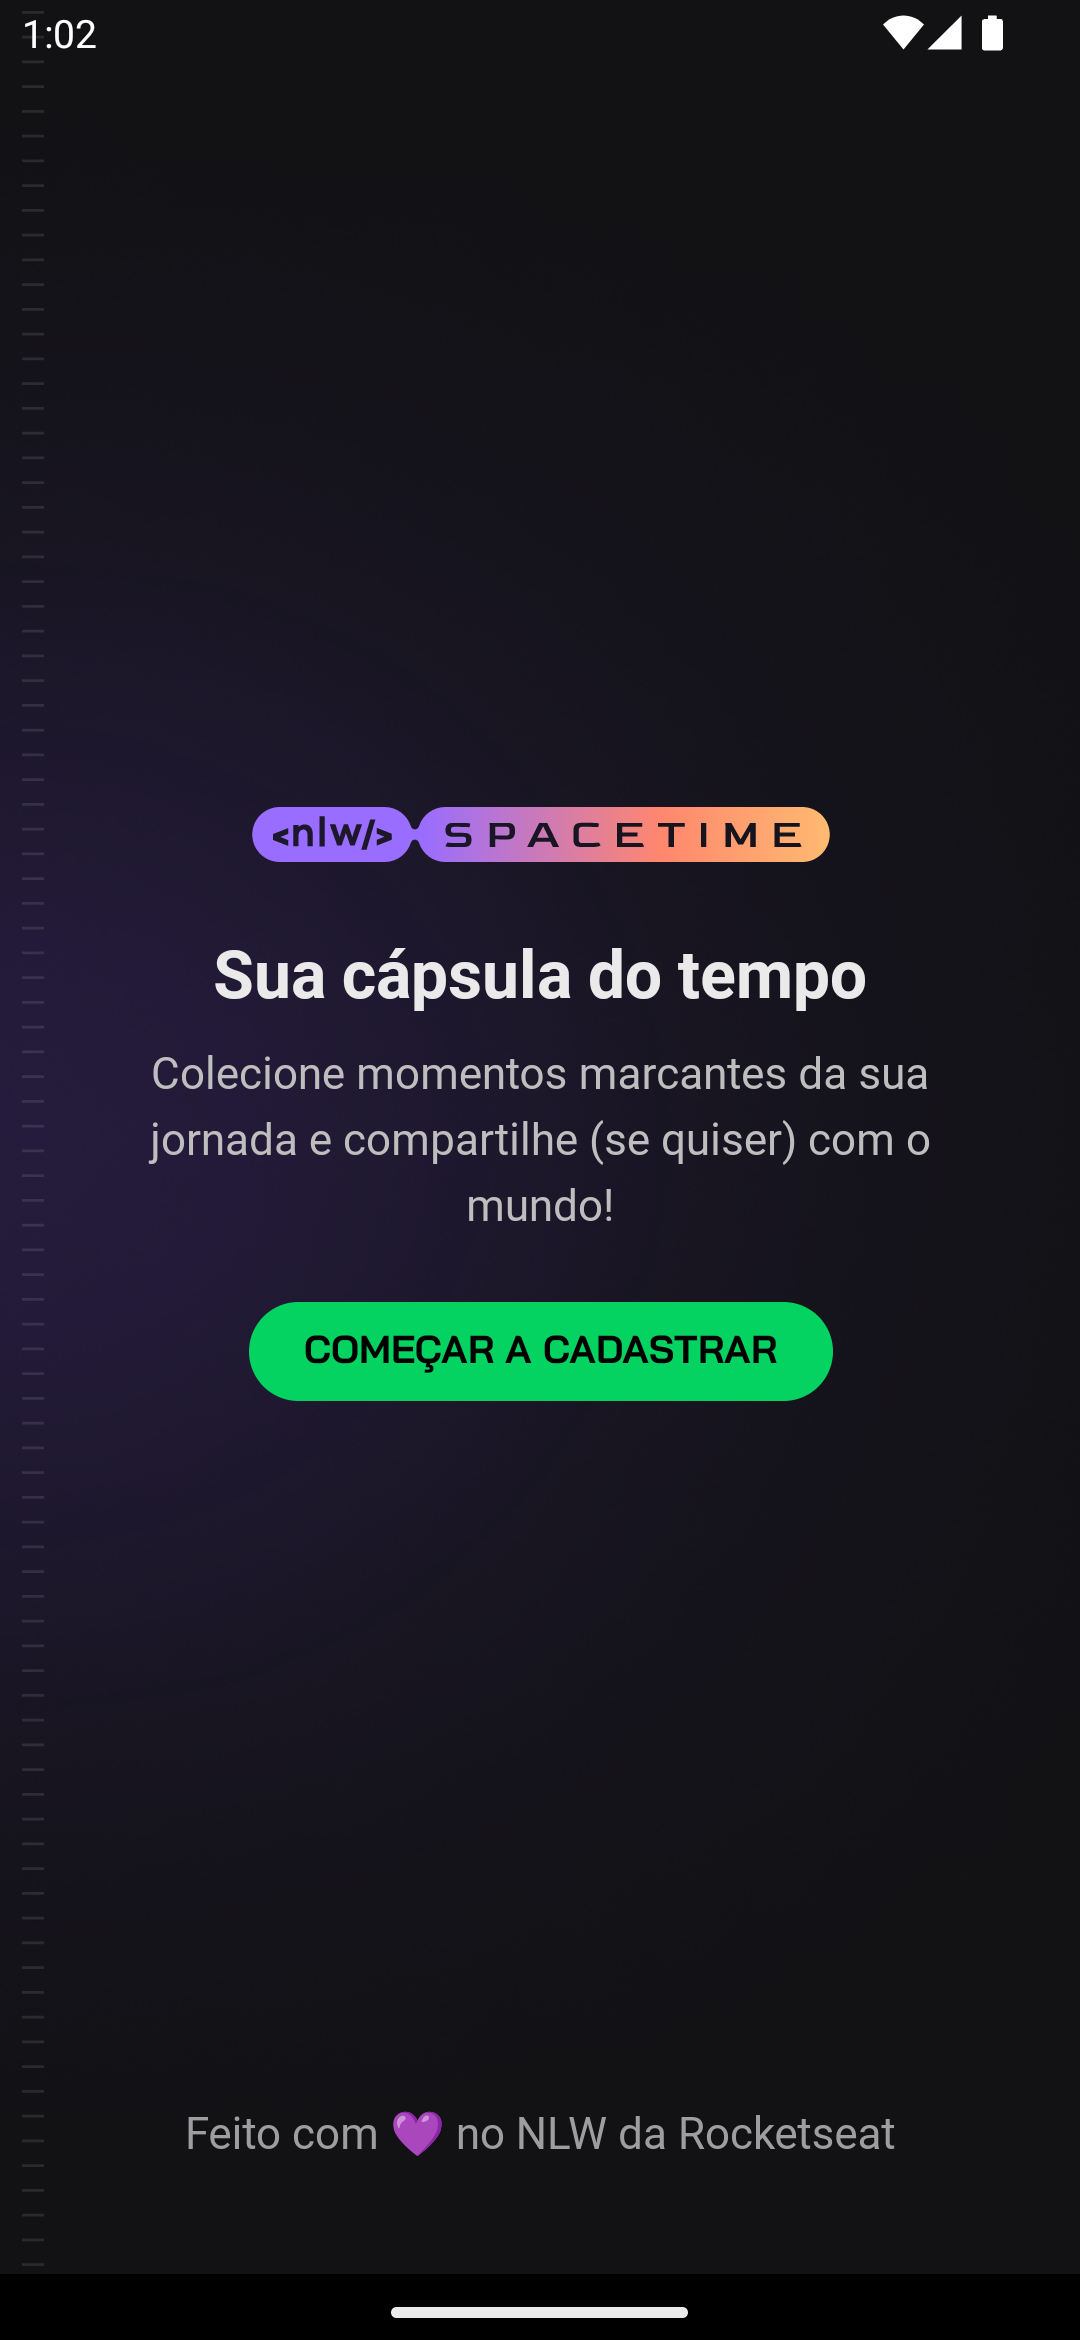 1:02
<nlw/> SPACETIME
Sua cápsula do tempo
Colecione momentos marcantes da sua
jornada e compartilhe (se quiser) com o
mundo!
COMEÇAR A CADASTRAR
Feito com 💜 no NLW da Rocketseat